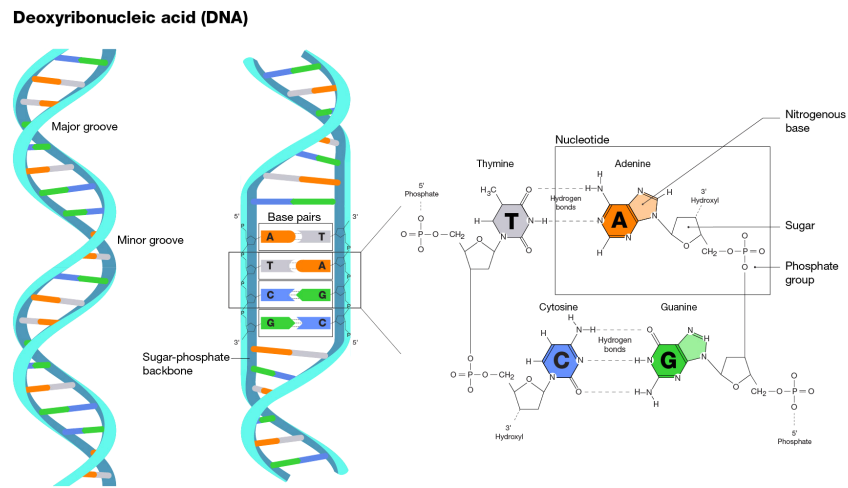 Deoxyribonucleic acid (DNA)
Major groove
Minor groove
Sugar-phosphate
backbone
5'
3'
Base pairs
A T
T A
C G
G C
3'
5'
Nitrogenous
base
Nucleotide
Thymine
Adenine
5'
Phosphate
3'
Hydroxyl
H₃C
O
H
N
H
Hydrogen
bonds
T
N
H
N
O
H
N
A
N
N
N
H
H
O
O=P—O—CH₂
O
O
Sugar
O
CH₂—O—P=O
O
O
Phosphate
group
Cytosine
Guanine
H
N—H
O
N
H
H
Hydrogen
bonds
H
C
N
H—N
G
N
N
N
O
N
H—N
H
O
O=P—O—CH₂
O
O
O
CH₂—O—P=O
O
O
3'
Hydroxyl
5'
Phosphate